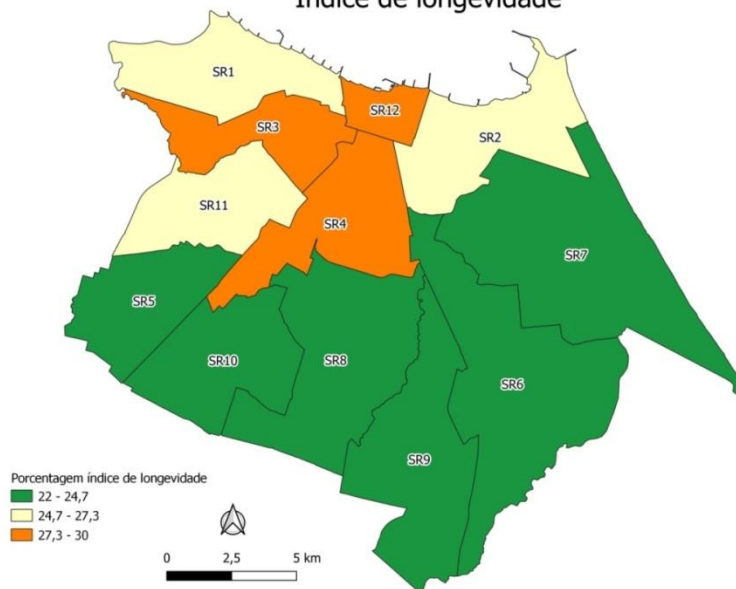 Índice de longevidade
SR1
SR12
SR3
SR2
SR11
SR4
SR7
SR5
SR10
SR8
SR6
SR9
Porcentagem índice de longevidade
22 - 24,7
24,7 - 27,3
27,3 - 30
0 2,5 5 km